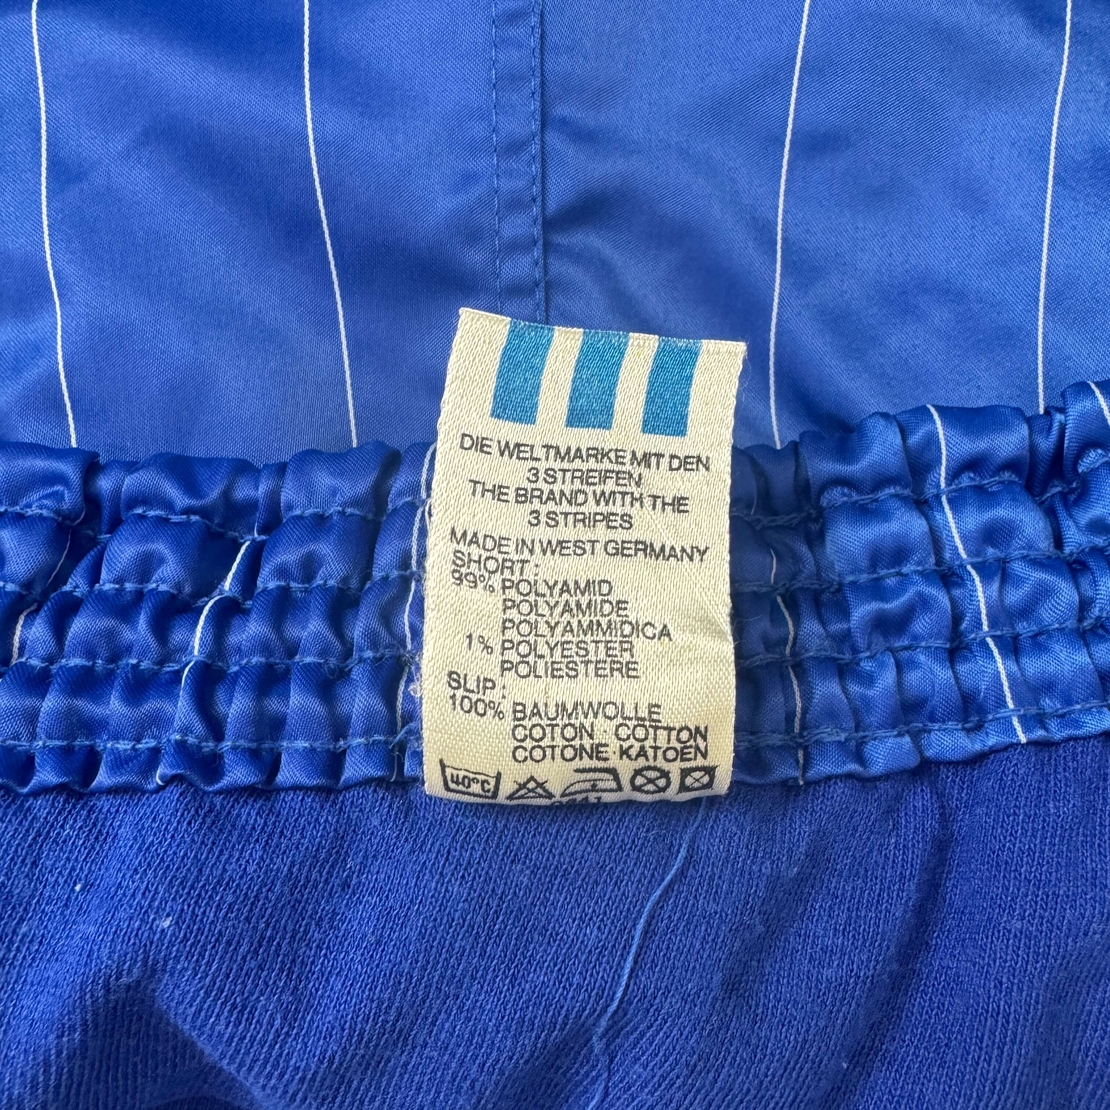 DIE WELTMARKE MIT DEN
3 STREIFEN
THE BRAND WITH THE
3 STRIPES
MADE IN WEST GERMANY
SHORT:
99% POLYAMID
POLYAMIDE
POLYAMMIDICA
1% POLYESTER
POLIESTERE
SLIP:
100% BAUMWOLLE
COTON · COTTON
COTONE KATOEN
40°C